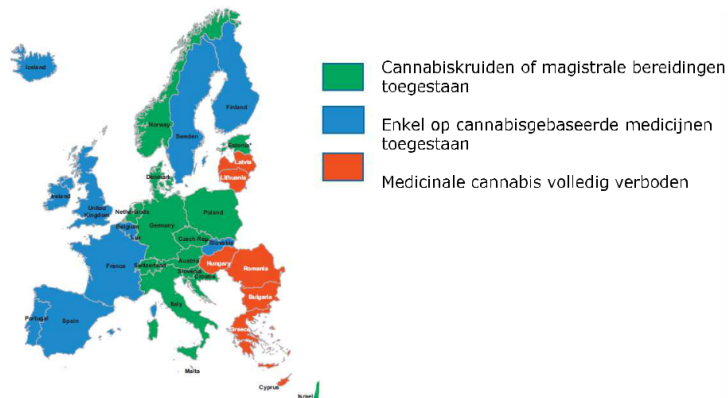 Cannabiskruiden of magistrale bereidingen
toegestaan
Enkel op cannabisgebaseerde medicijnen
toegestaan
Medicinale cannabis volledig verboden
Iceland
Norway
Sweden
Finland
Estonia*
Latvia
Lithuania
Denmark
Ireland
United
Kingdom
Netherlands
Belgium
Lux
Germany
Poland
Czech Rep
Slovakia
France
Switzerland
Austria
Hungary
Slovenia
Croatia
Romania
Bulgaria
Italy
Greece
Portugal
Spain
Malta
Cyprus
Israel